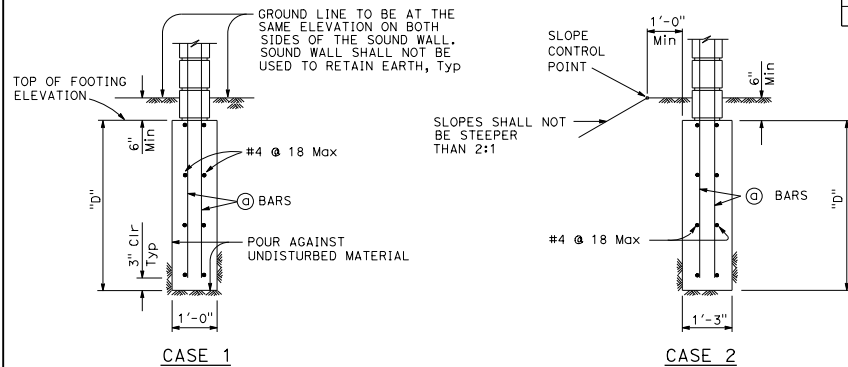 GROUND LINE TO BE AT THE
SAME ELEVATION ON BOTH
SIDES OF THE SOUND WALL.
SOUND WALL SHALL NOT BE
USED TO RETAIN EARTH, Typ
TOP OF FOOTING
ELEVATION
6"
Min
#4 @ 18 Max
"D"
a BARS
3" Clr
Typ
POUR AGAINST
UNDISTURBED MATERIAL
1'-0"
CASE 1
1'-0"
Min
SLOPE
CONTROL
POINT
6"
Min
SLOPES SHALL NOT
BE STEEPER
THAN 2:1
a BARS
"D"
#4 @ 18 Max
1'-3"
CASE 2